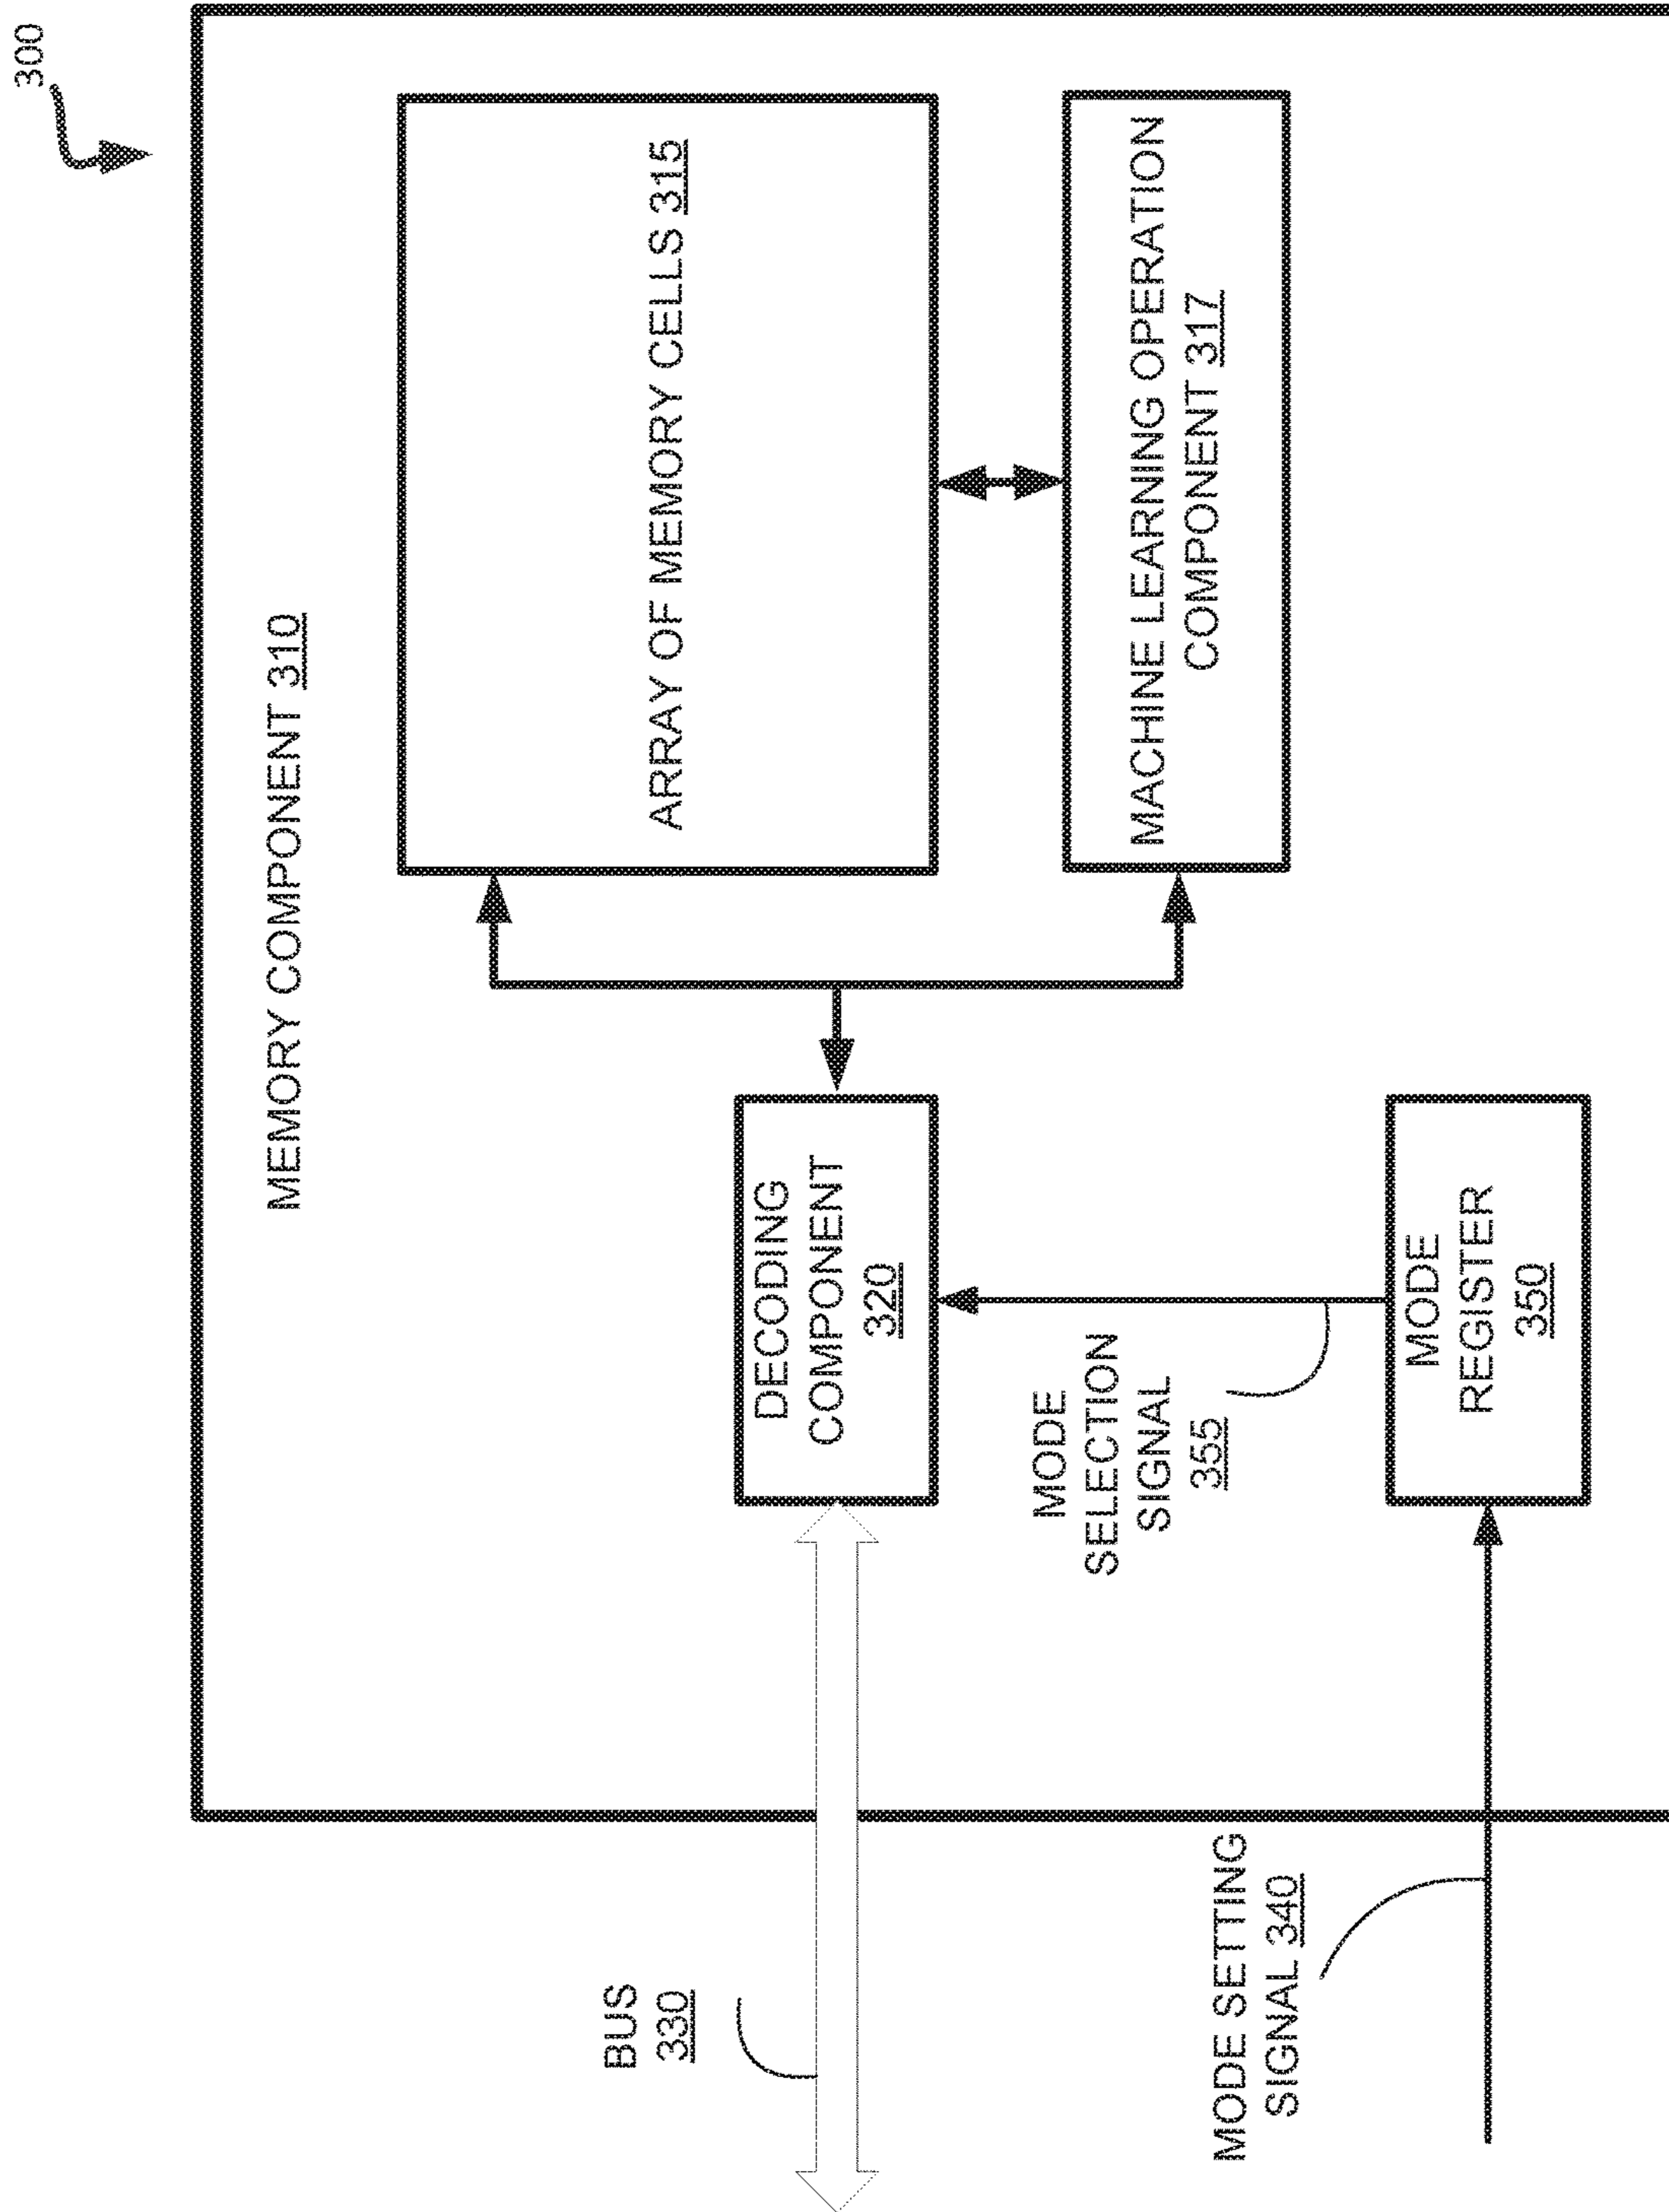 300
MEMORY COMPONENT 310
ARRAY OF MEMORY CELLS 315
MACHINE LEARNING OPERATION
COMPONENT 317
DECODING
COMPONENT
320
MODE
SELECTION
SIGNAL
355
MODE
REGISTER
350
BUS
330
MODE SETTING
SIGNAL 340